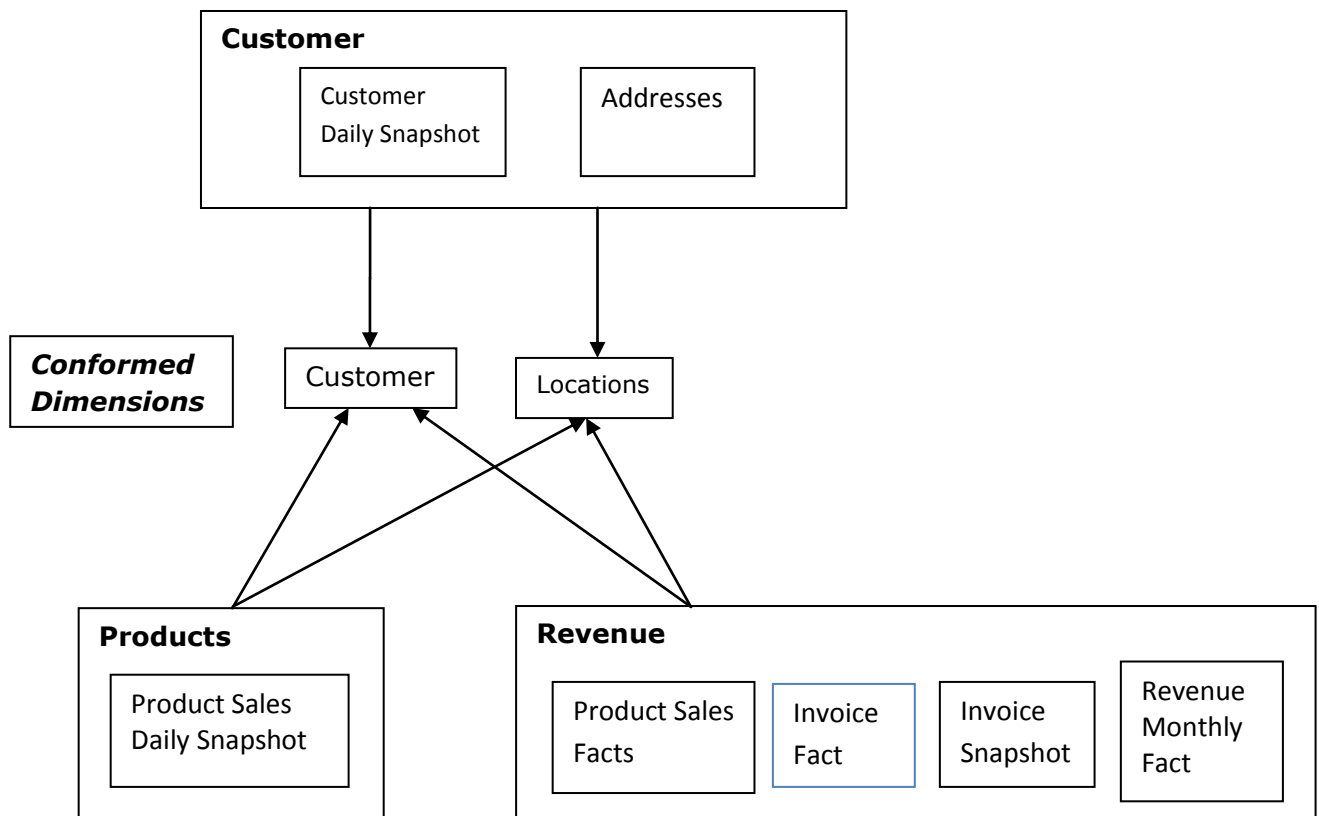 Customer
Customer
Daily Snapshot
Addresses
Conformed
Dimensions
Customer
Locations
Products
Product Sales
Daily Snapshot
Revenue
Product Sales
Facts
Invoice
Fact
Invoice
Snapshot
Revenue
Monthly
Fact